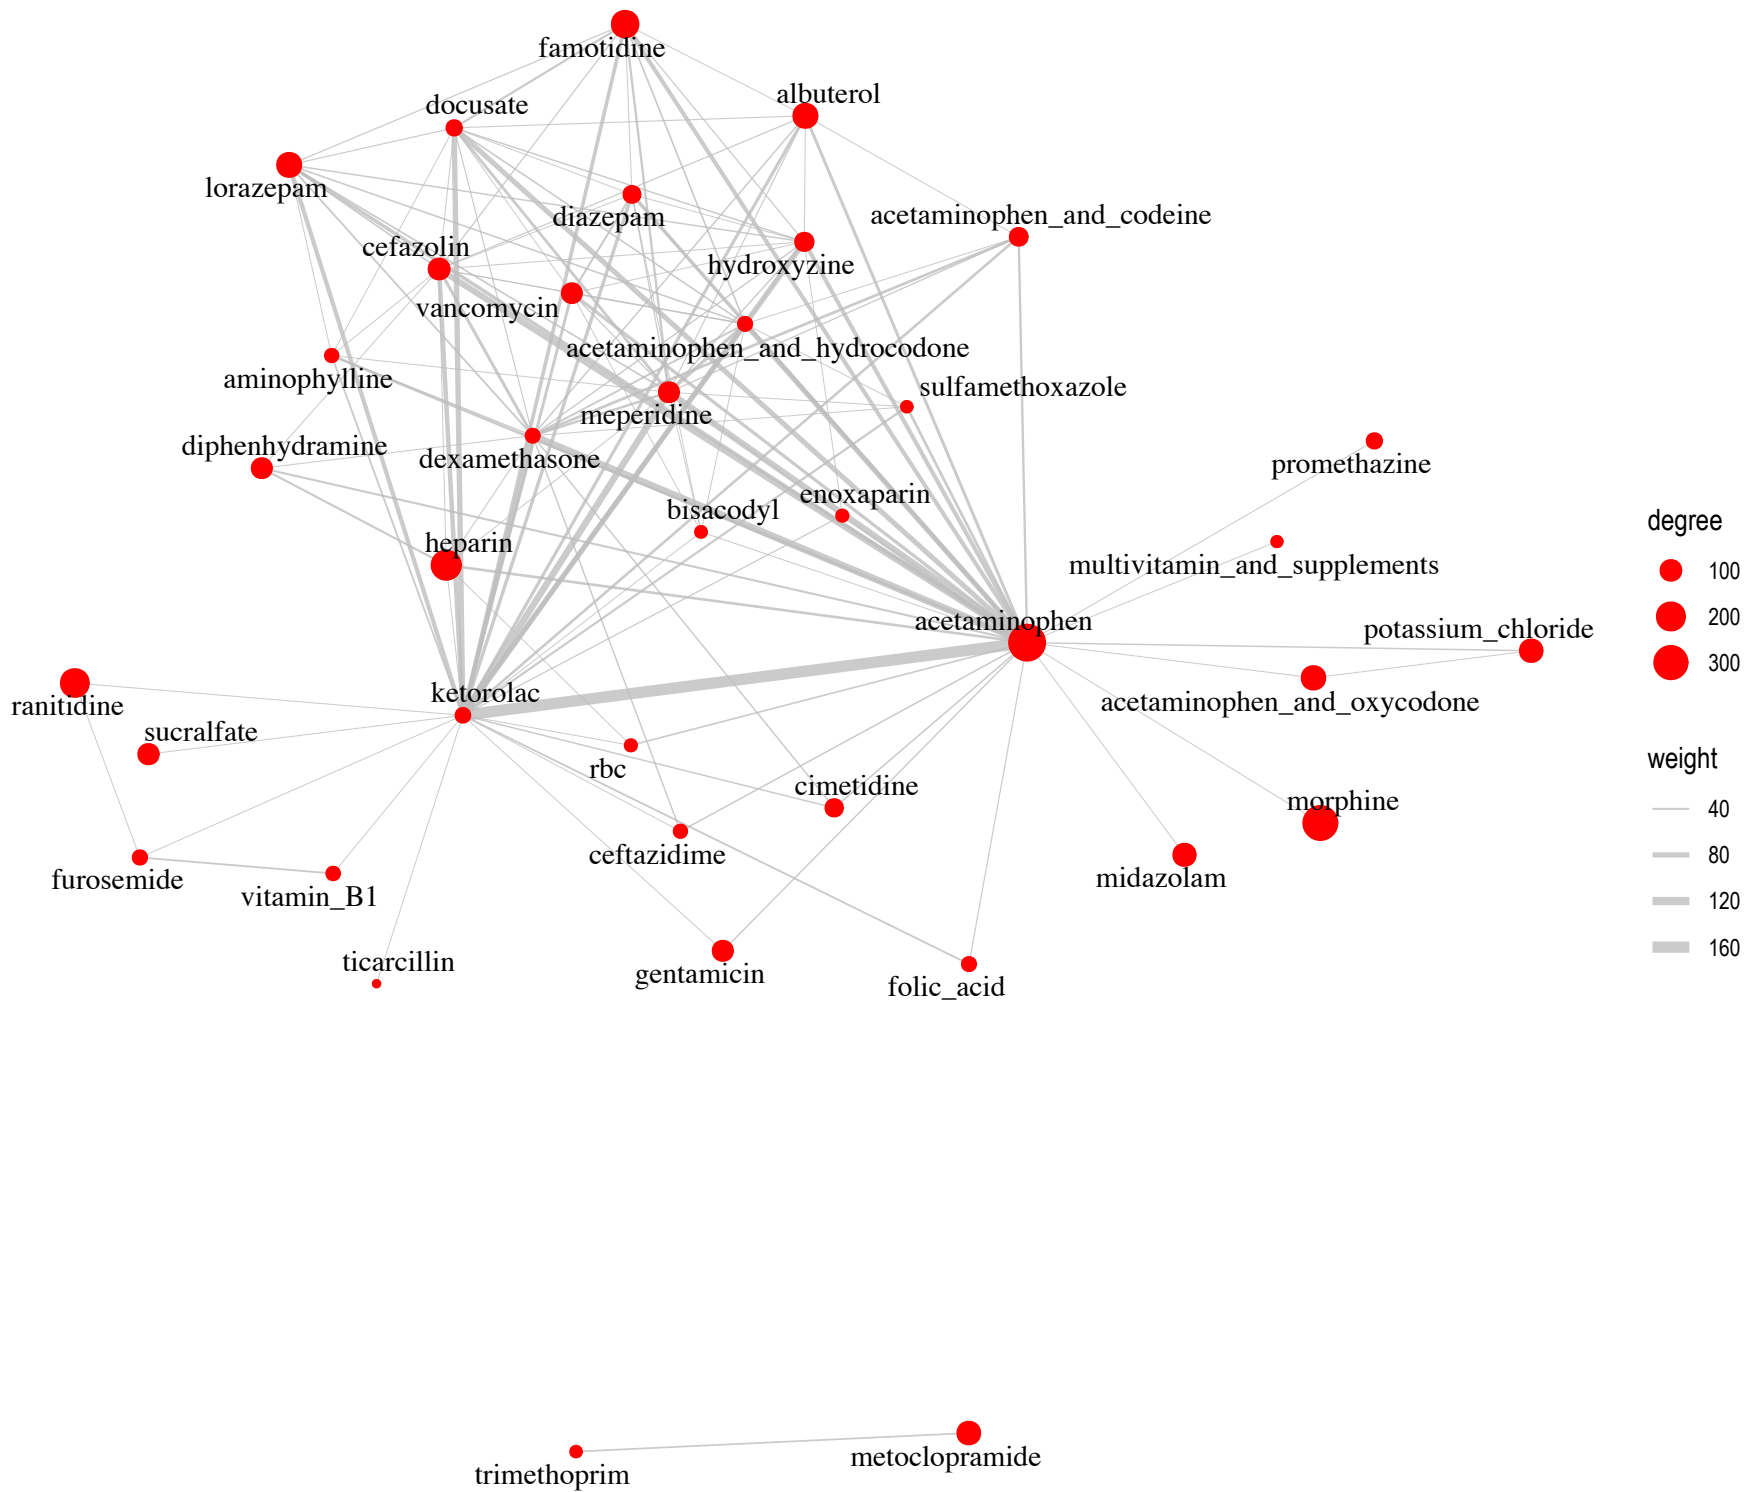 famotidine
albuterol
docusate
lorazepam
diazepam
acetaminophen_and_codeine
cefazolin
hydroxyzine
vancomycin
acetaminophen_and_hydrocodone
aminophylline
sulfamethoxazole
meperidine
diphenhydramine
dexamethasone
promethazine
enoxaparin
bisacodyl
degree
heparin
multivitamin_and_supplements
100
acetaminophen
200
potassium_chloride
300
ketorolac
acetaminophen_and_oxycodone
ranitidine
sucralfate
weight
rbc
cimetidine
morphine
40
ceftazidime
80
furosemide
midazolam
vitamin_B1
120
160
ticarcillin
gentamicin
folic_acid
metoclopramide
trimethoprim